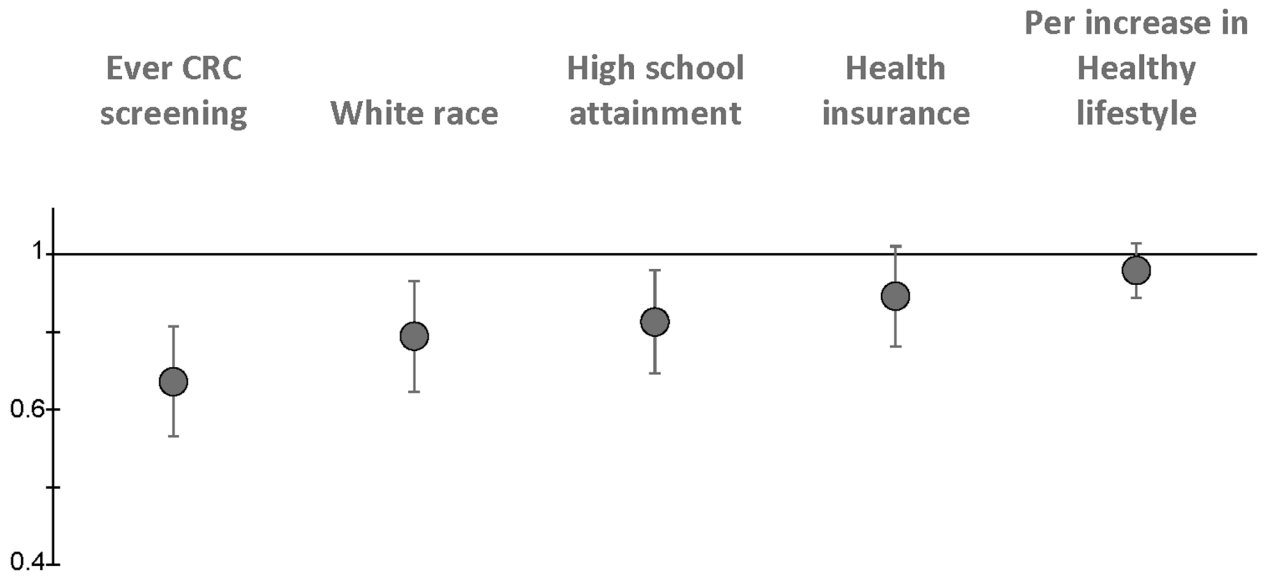 Ever CRC
screening
White race
High school
attainment
Health
insurance
Per increase in
Healthy
lifestyle
1
0.6
0.4